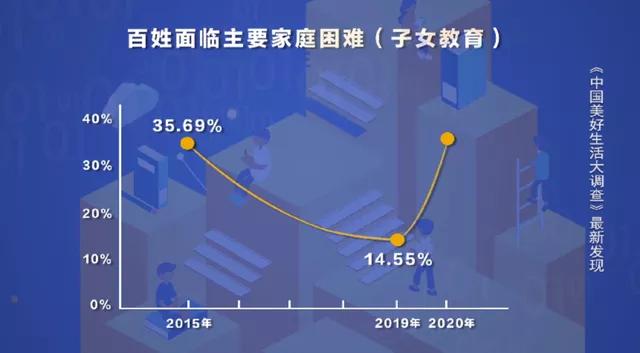 百姓面临主要家庭困难（子女教育）
40%
30%
20%
10%
0%
35.69%
14.55%
2015年
2019年
2020年
《中国美好生活大调查》最新发现